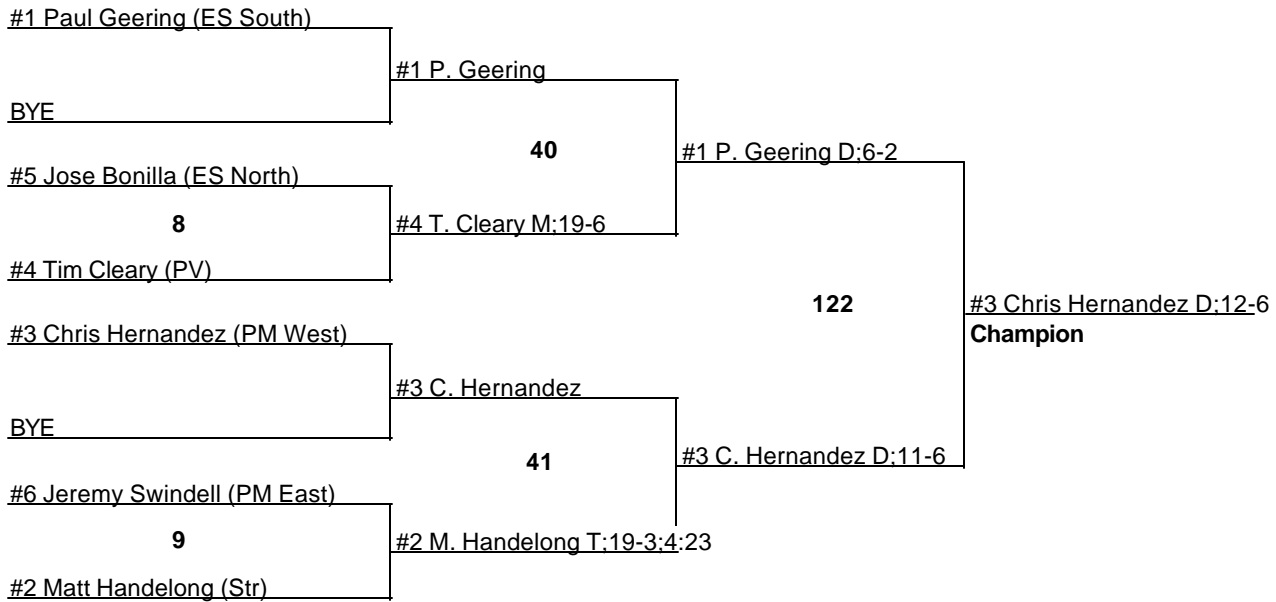 #1 Paul Geering (ES South)
#1 P. Geering
BYE
40
#1 P. Geering D;6-2
#5 Jose Bonilla (ES North)
8
#4 T. Cleary M;19-6
#4 Tim Cleary (PV)
122
#3 Chris Hernandez D;12-6
Champion
#3 Chris Hernandez (PM West)
#3 C. Hernandez
BYE
41
#3 C. Hernandez D;11-6
#6 Jeremy Swindell (PM East)
9
#2 M. Handelong T;19-3;4:23
#2 Matt Handelong (Str)